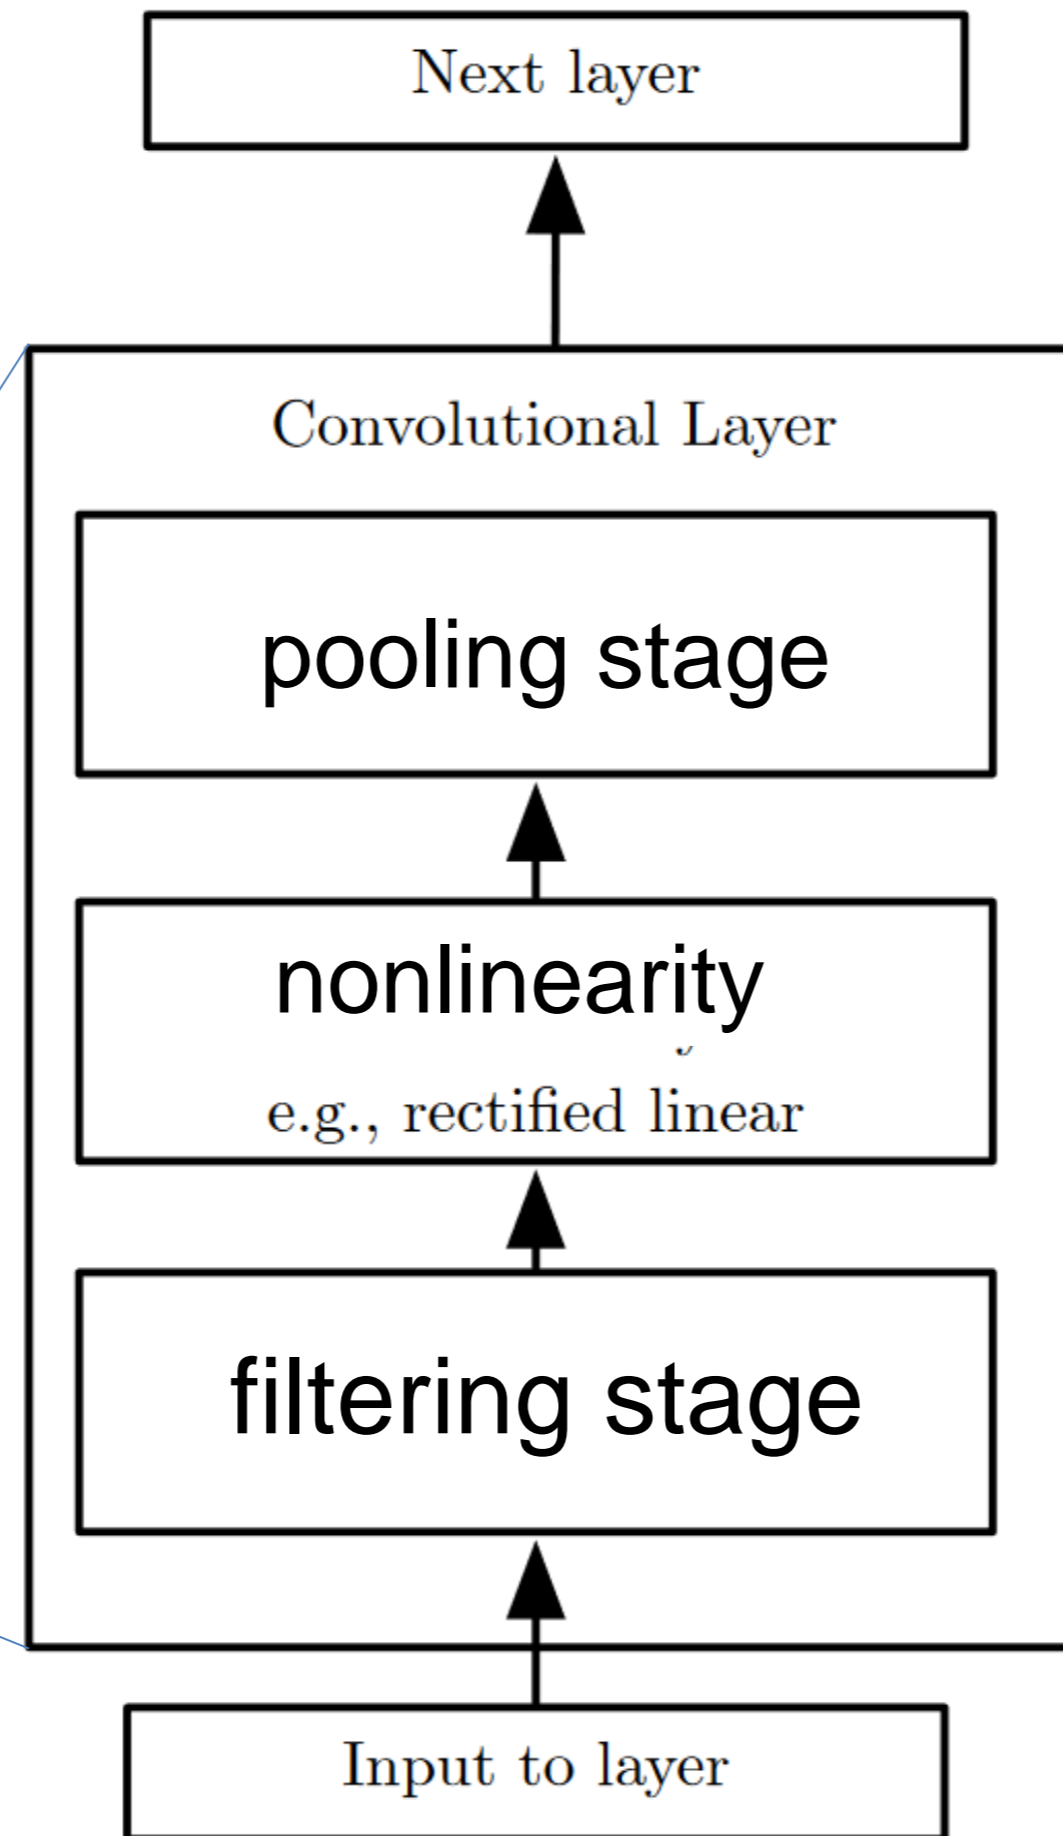 Next layer
Convolutional Layer
pooling stage
nonlinearity
e.g., rectified linear
filtering stage
Input to layer